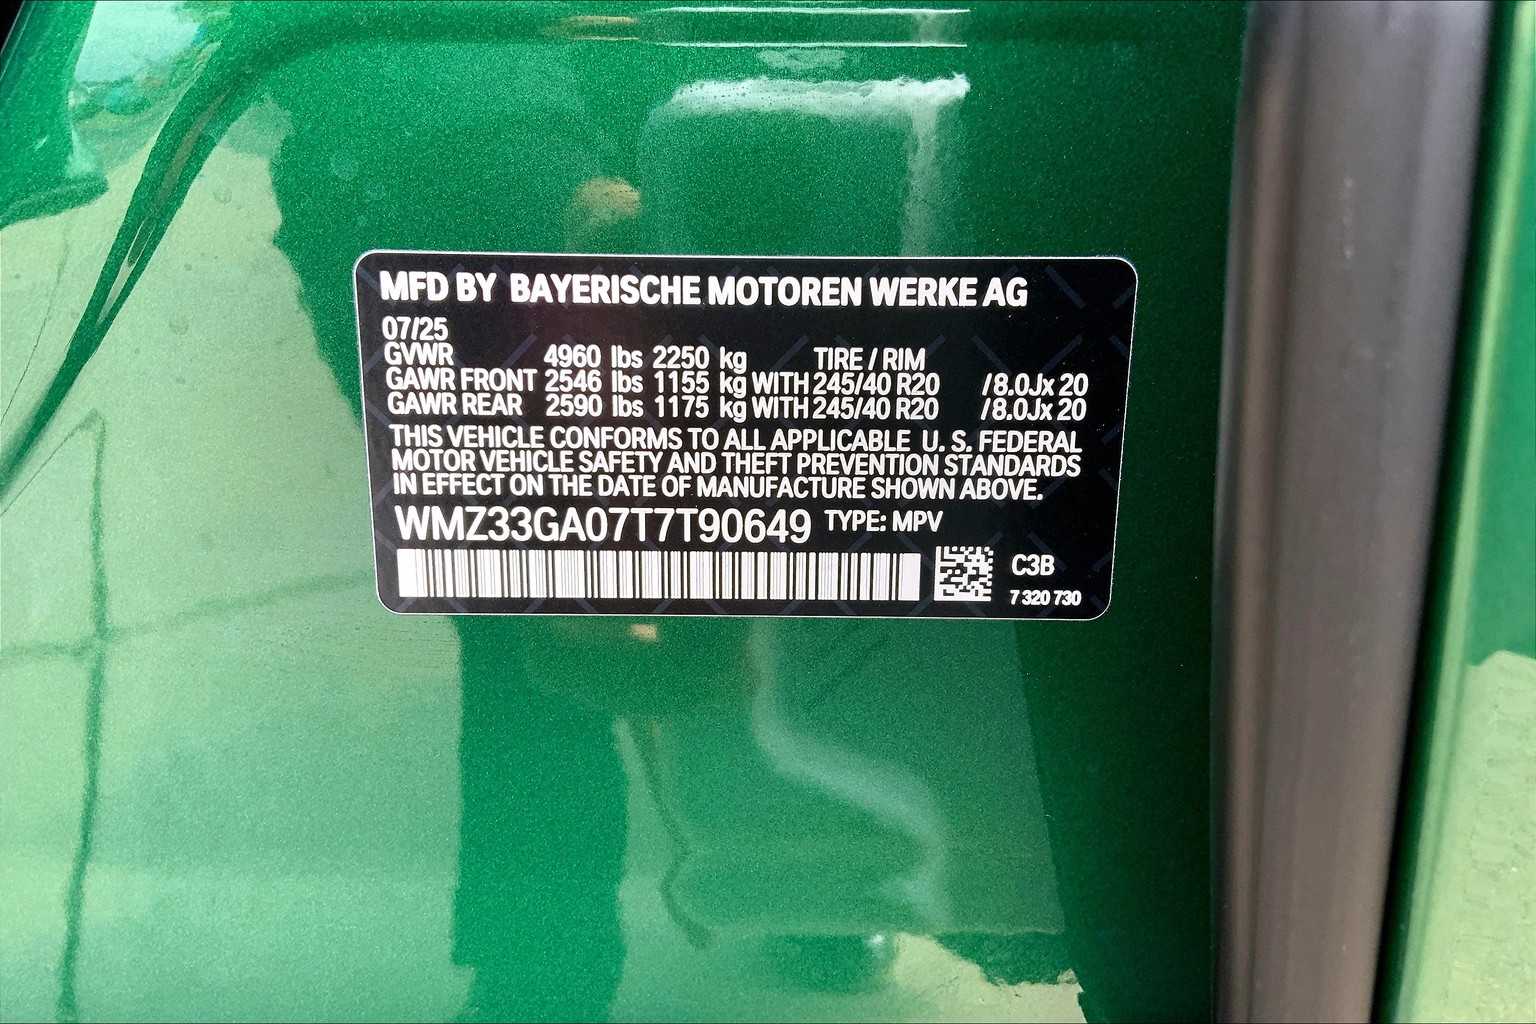 MFD BY BAYERISCHE MOTOREN WERKE AG
07/25
GVWR 4960 lbs 2250 kg TIRE / RIM
GAWR FRONT 2546 lbs 1155 kg WITH 245/40 R20 /8.0Jx 20
GAWR REAR 2590 lbs 1175 kg WITH 245/40 R20 /8.0Jx 20
THIS VEHICLE CONFORMS TO ALL APPLICABLE U. S. FEDERAL
MOTOR VEHICLE SAFETY AND THEFT PREVENTION STANDARDS
IN EFFECT ON THE DATE OF MANUFACTURE SHOWN ABOVE.
WMZ33GA07T7T90649 TYPE: MPV
C3B
7 320 730